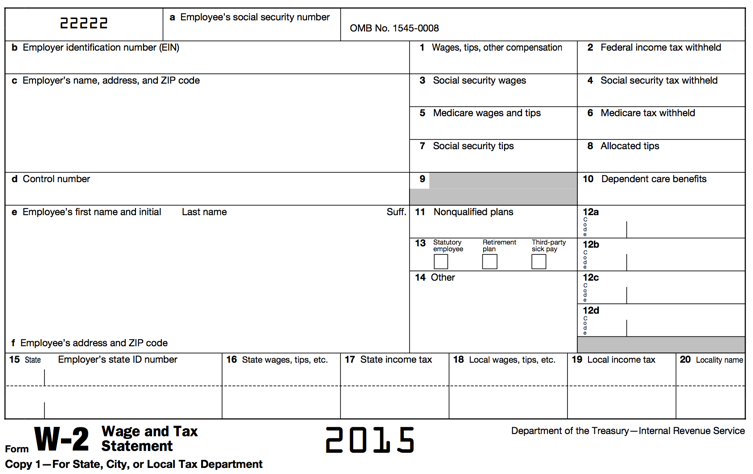 22222
a Employee's social security number
OMB No. 1545-0008
b Employer identification number (EIN)
1 Wages, tips, other compensation
2 Federal income tax withheld
c Employer's name, address, and ZIP code
3 Social security wages
4 Social security tax withheld
5 Medicare wages and tips
6 Medicare tax withheld
7 Social security tips
8 Allocated tips
d Control number
9
10 Dependent care benefits
e Employee's first name and initial Last name Suff.
11 Nonqualified plans
12a
Code
13 Statutory employee Retirement plan Third-party sick pay
12b
Code
14 Other
12c
Code
12d
Code
f Employee's address and ZIP code
15 State Employer's state ID number
16 State wages, tips, etc.
17 State income tax
18 Local wages, tips, etc.
19 Local income tax
20 Locality name
Form W-2 Wage and Tax Statement
2015
Department of the Treasury—Internal Revenue Service
Copy 1—For State, City, or Local Tax Department